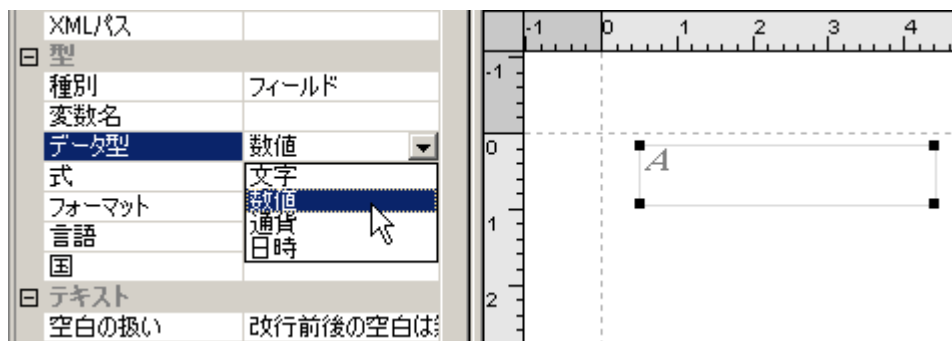 XMLパス
型
種別 フィールド
変数名
データ型 数値
式 文字
数値
フォーマット
通貨
言語 日時
国
テキスト
空白の扱い 改行前後の空白は
-1 0 1 2 3 4
-1
0
A
1
2